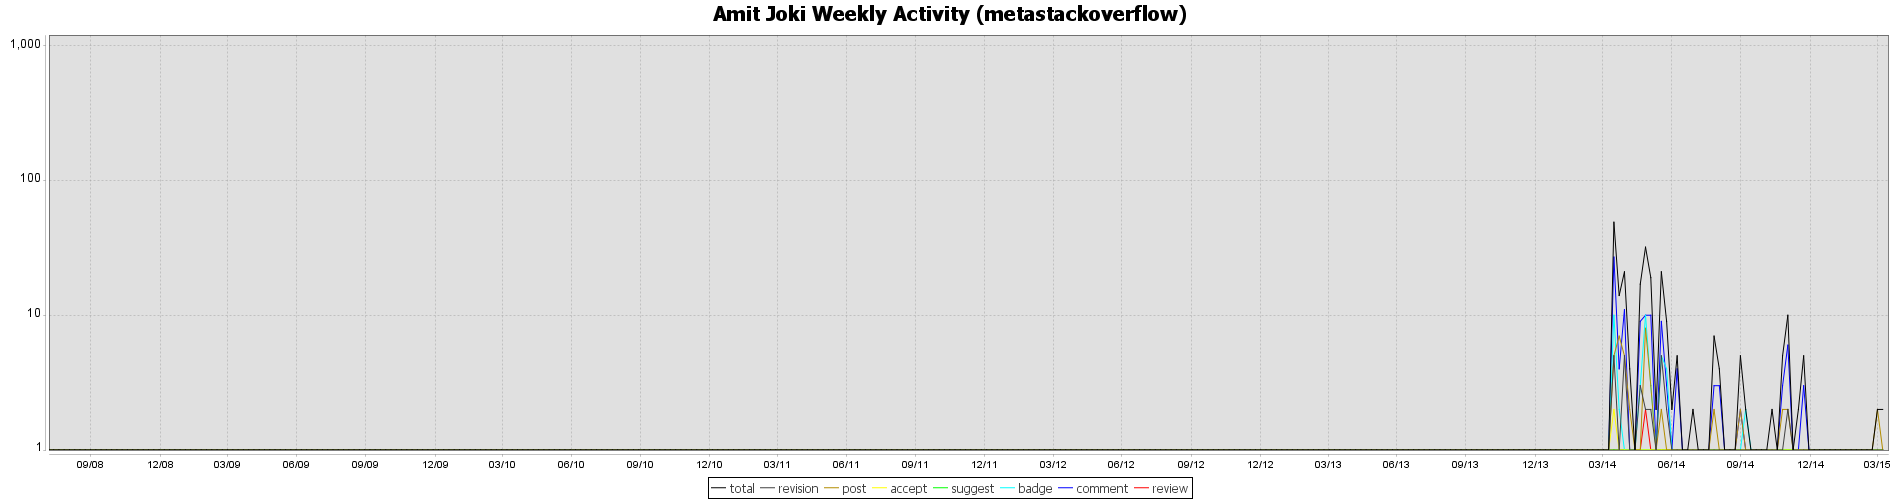 Amit Joki Weekly Activity (metastackoverflow)
1,000
100
10
1
09/08 12/08 03/09 06/09 09/09 12/09 03/10 06/10 09/10 12/10 03/11 06/11 09/11 12/11 03/12 06/12 09/12 12/12 03/13 06/13 09/13 12/13 03/14 06/14 09/14 12/14 03/15
total revision post accept suggest badge comment review